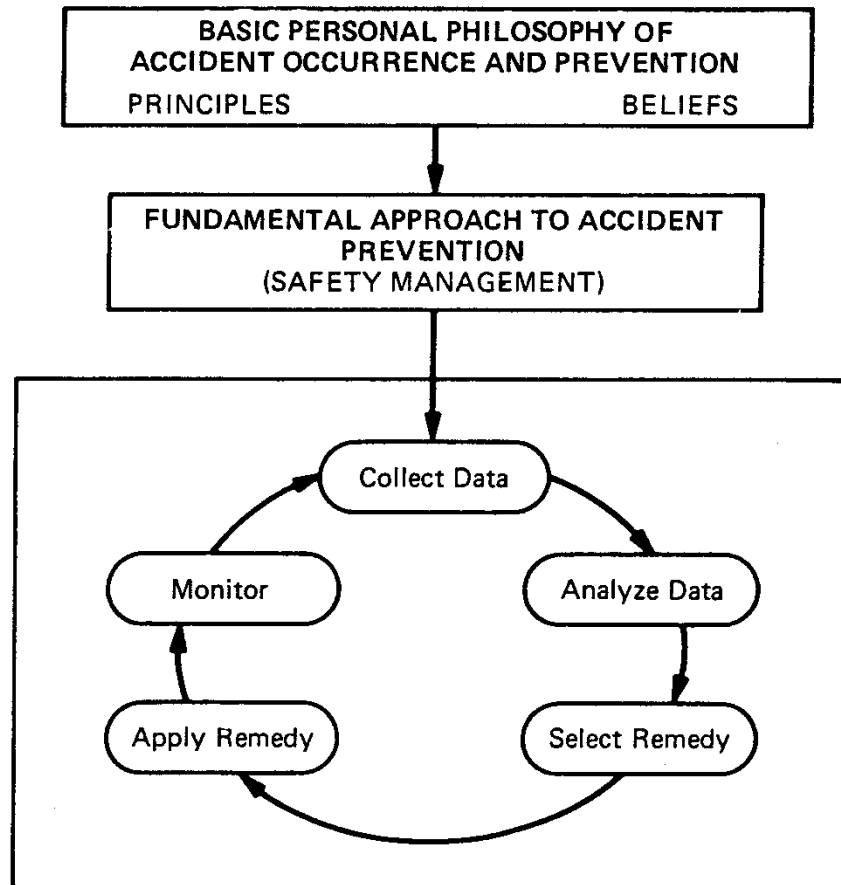 BASIC PERSONAL PHILOSOPHY OF
ACCIDENT OCCURRENCE AND PREVENTION
PRINCIPLES BELIEFS
FUNDAMENTAL APPROACH TO ACCIDENT
PREVENTION
(SAFETY MANAGEMENT)
Collect Data
Monitor
Analyze Data
Apply Remedy
Select Remedy